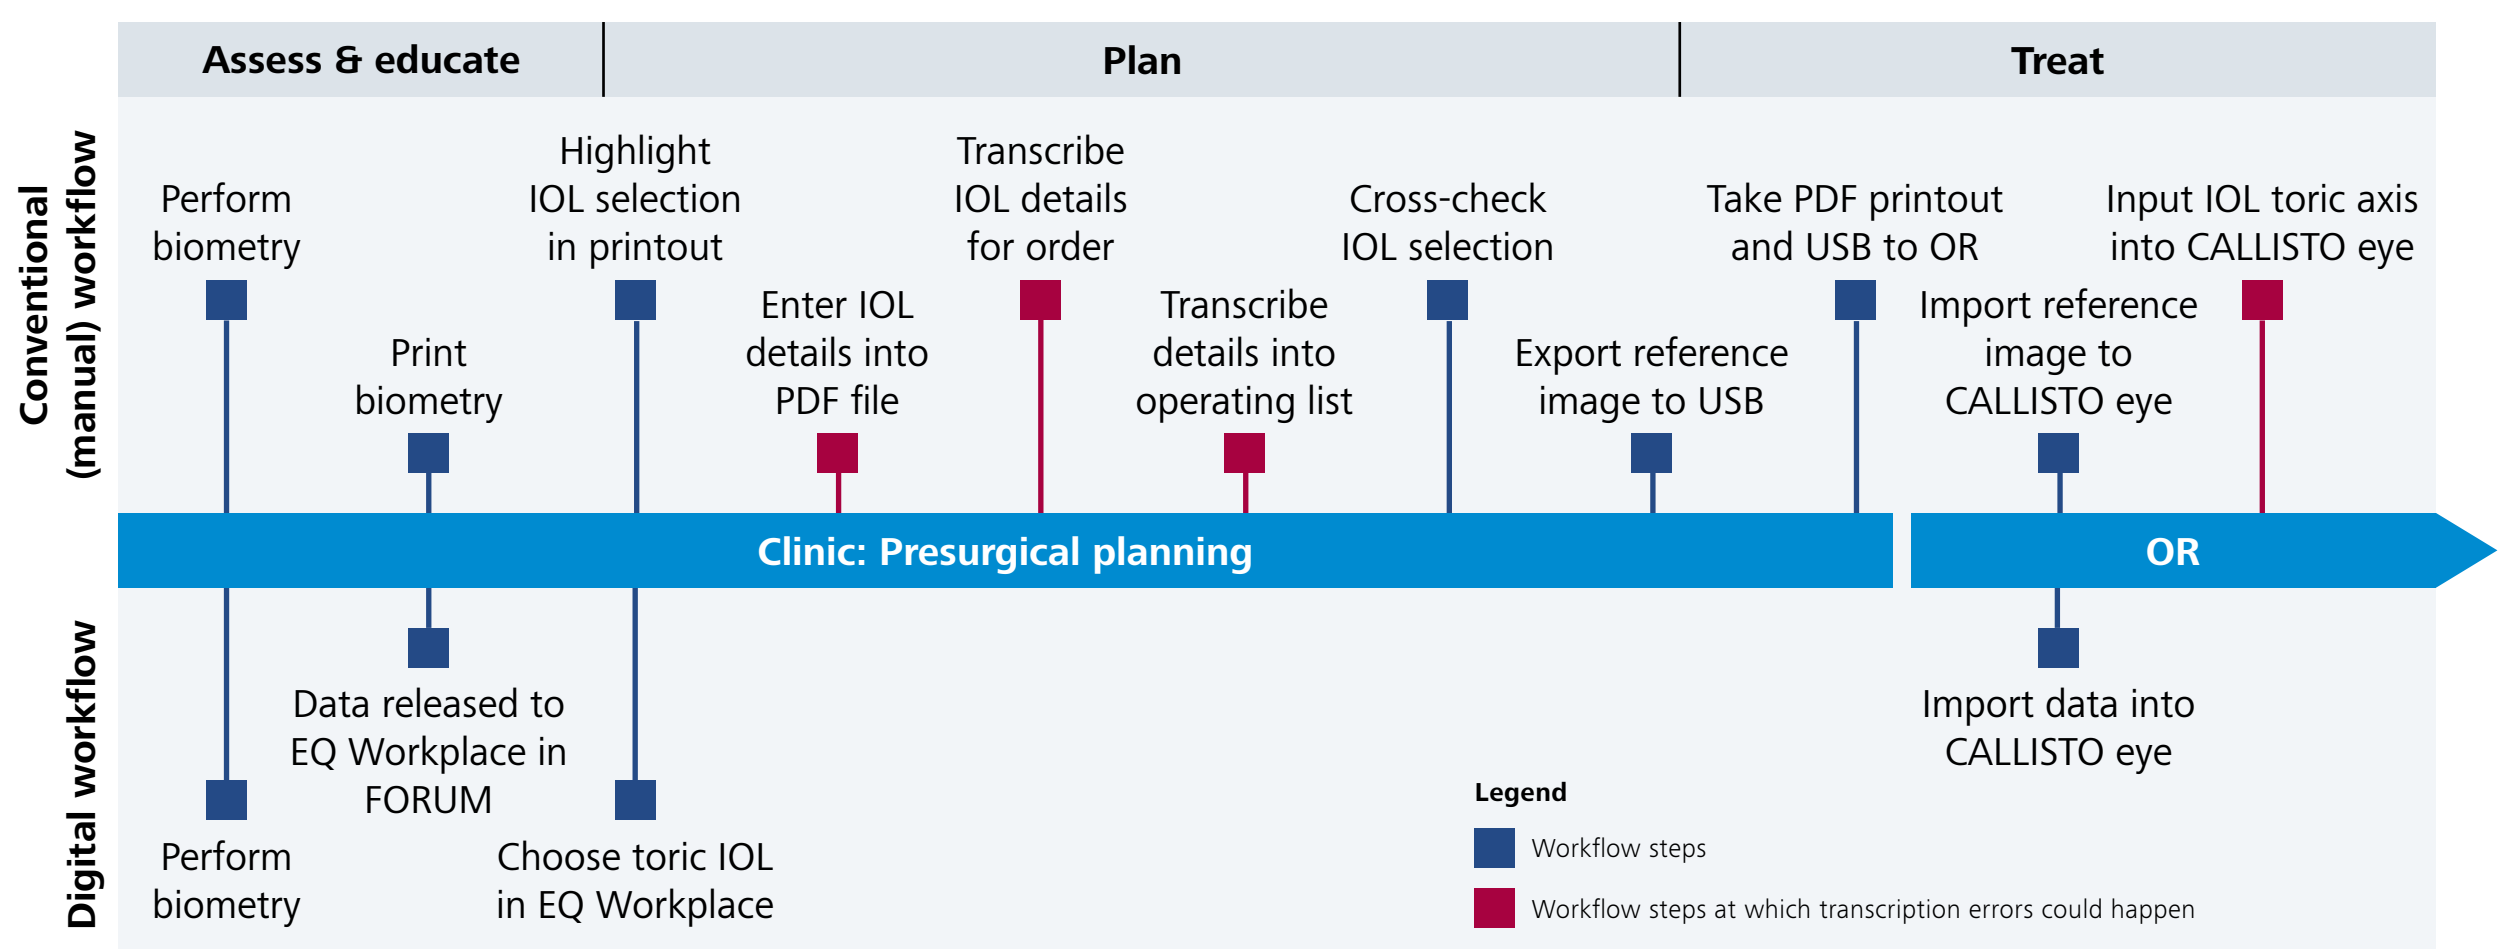 Assess & educate
Plan
Treat
Conventional
(manual) workflow
Perform
biometry
Print
biometry
Highlight
IOL selection
in printout
Enter IOL
details into
PDF file
Transcribe
IOL details
for order
Transcribe
details into
operating list
Cross-check
IOL selection
Export reference
image to USB
Take PDF printout
and USB to OR
Import reference
image to
CALLISTO eye
Input IOL toric axis
into CALLISTO eye
Clinic: Presurgical planning
OR
Digital workflow
Perform
biometry
Data released to
EQ Workplace in
FORUM
Choose toric IOL
in EQ Workplace
Import data into
CALLISTO eye
Legend
Workflow steps
Workflow steps at which transcription errors could happen